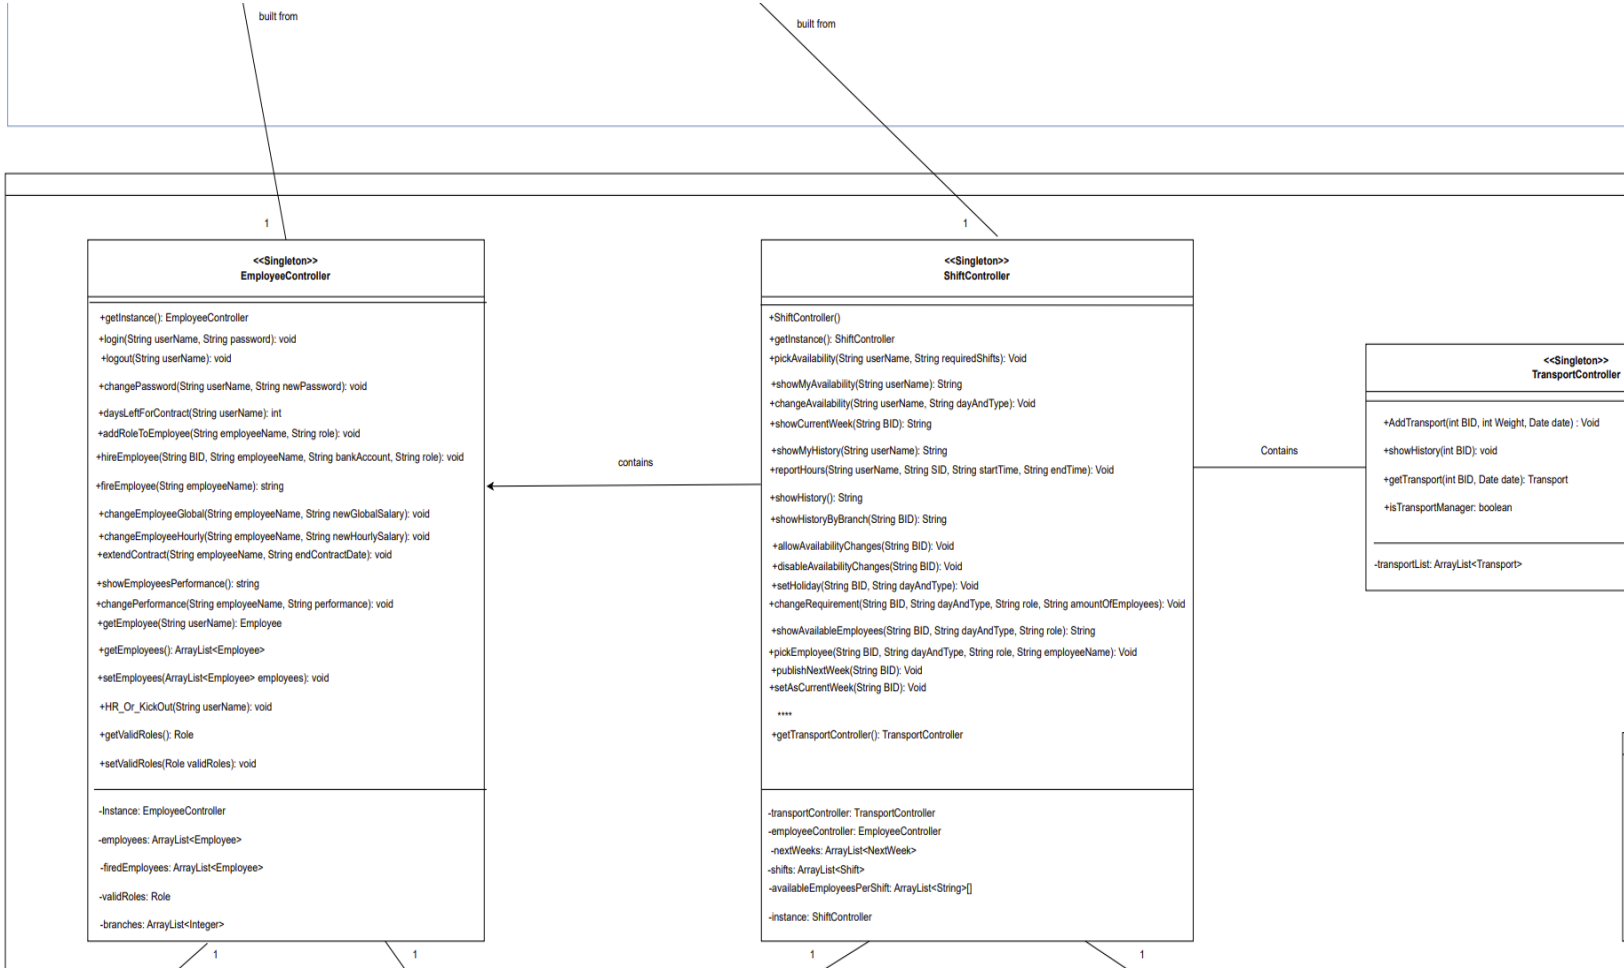 built from
built from
1
1
<<Singleton>>
EmployeeController
+getInstance(): EmployeeController
+login(String userName, String password): void
+logout(String userName): void
+changePassword(String userName, String newPassword): void
+daysLeftForContract(String userName): int
+addRoleToEmployee(String employeeName, String role): void
+hireEmployee(String BID, String employeeName, String bankAccount, String role): void
+fireEmployee(String employeeName): string
+changeEmployeeGlobal(String employeeName, String newGlobalSalary): void
+changeEmployeeHourly(String employeeName, String newHourlySalary): void
+extendContract(String employeeName, String endContractDate): void
+showEmployeesPerformance(): string
+changePerformance(String employeeName, String performance): void
+getEmployee(String userName): Employee
+getEmployees(): ArrayList<Employee>
+setEmployees(ArrayList<Employee> employees): void
+HR_Or_KickOut(String userName): void
+getValidRoles(): Role
+setValidRoles(Role validRoles): void
-Instance: EmployeeController
-employees: ArrayList<Employee>
-firedEmployees: ArrayList<Employee>
-validRoles: Role
-branches: ArrayList<Integer>
1
1
contains
<<Singleton>>
ShiftController
+ShiftController()
+getInstance(): ShiftController
+pickAvailability(String userName, String requiredShifts): Void
+showMyAvailability(String userName): String
+changeAvailability(String userName, String dayAndType): Void
+showCurrentWeek(String BID): String
+showMyHistory(String userName): String
+reportHours(String userName, String SID, String startTime, String endTime): Void
+showHistory(): String
+showHistoryByBranch(String BID): String
+allowAvailabilityChanges(String BID): Void
+disableAvailabilityChanges(String BID): Void
+setHoliday(String BID, String dayAndType): Void
+changeRequirement(String BID, String dayAndType, String role, String amountOfEmployees): Void
+showAvailableEmployees(String BID, String dayAndType, String role): String
+pickEmployee(String BID, String dayAndType, String role, String employeeName): Void
+publishNextWeek(String BID): Void
+setAsCurrentWeek(String BID): Void
****
+getTransportController(): TransportController
-transportController: TransportController
-employeeController: EmployeeController
-nextWeeks: ArrayList<NextWeek>
-shifts: ArrayList<Shift>
-availableEmployeesPerShift: ArrayList<String>[]
-instance: ShiftController
1
1
Contains
<<Singleton>>
TransportController
+AddTransport(int BID, int Weight, Date date) : Void
+showHistory(int BID): void
+getTransport(int BID, Date date): Transport
+isTransportManager: boolean
-transportList: ArrayList<Transport>